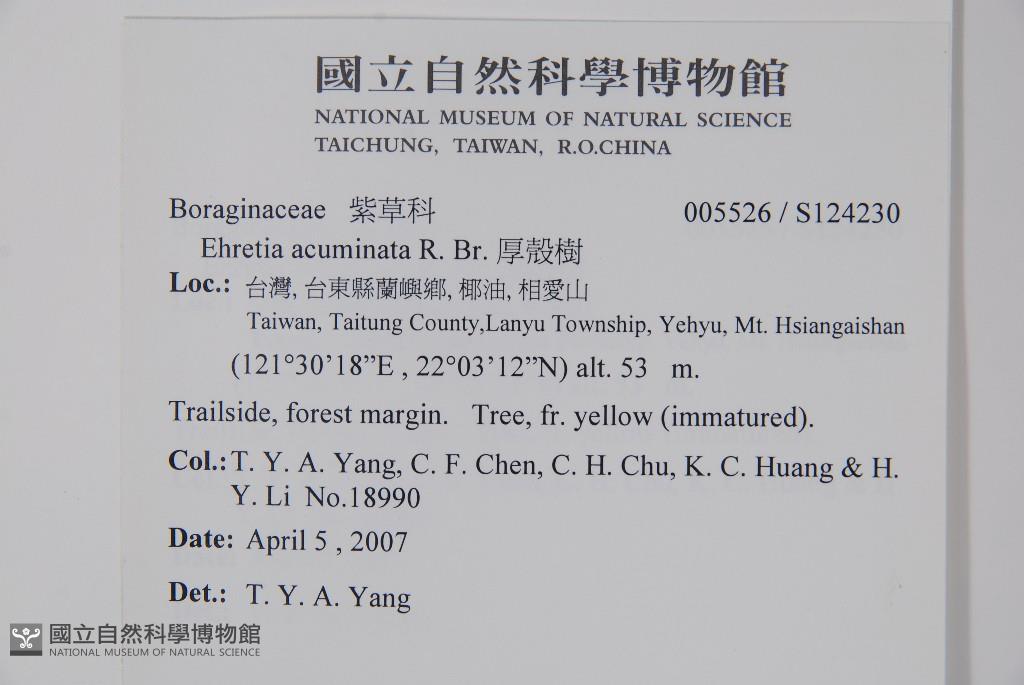 國立自然科學博物館
NATIONAL MUSEUM OF NATURAL SCIENCE
TAICHUNG, TAIWAN, R.O.CHINA
Boraginaceae 紫草科 005526 / S124230
Ehretia acuminata R. Br. 厚殼樹
Loc.: 台灣, 台東縣蘭嶼鄉, 椰油, 相愛山
Taiwan, Taitung County,Lanyu Township, Yehyu, Mt. Hsiangaishan
(121°30’18”E , 22°03’12”N) alt. 53 m.
Trailside, forest margin. Tree, fr. yellow (immatured).
Col.: T. Y. A. Yang, C. F. Chen, C. H. Chu, K. C. Huang & H.
Y. Li No.18990
Date: April 5 , 2007
Det.: T. Y. A. Yang
國立自然科學博物館
NATIONAL MUSEUM OF NATURAL SCIENCE